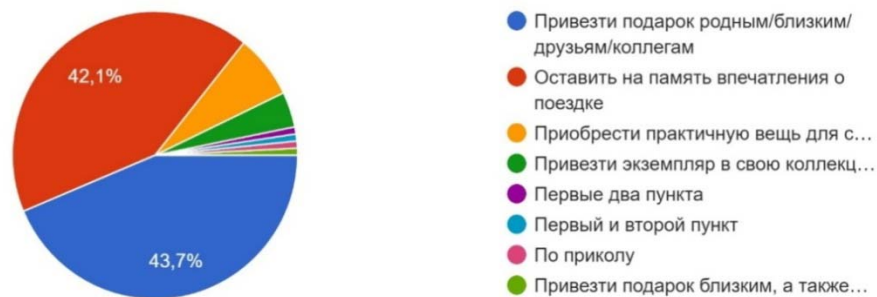 42,1%
43,7%
Привезти подарок родным/близким/
друзьям/коллегам
Оставить на память впечатления о
поездке
Приобрести практичную вещь для с...
Привезти экземпляр в свою коллекц...
Первые два пункта
Первый и второй пункт
По приколу
Привезти подарок близким, а также...